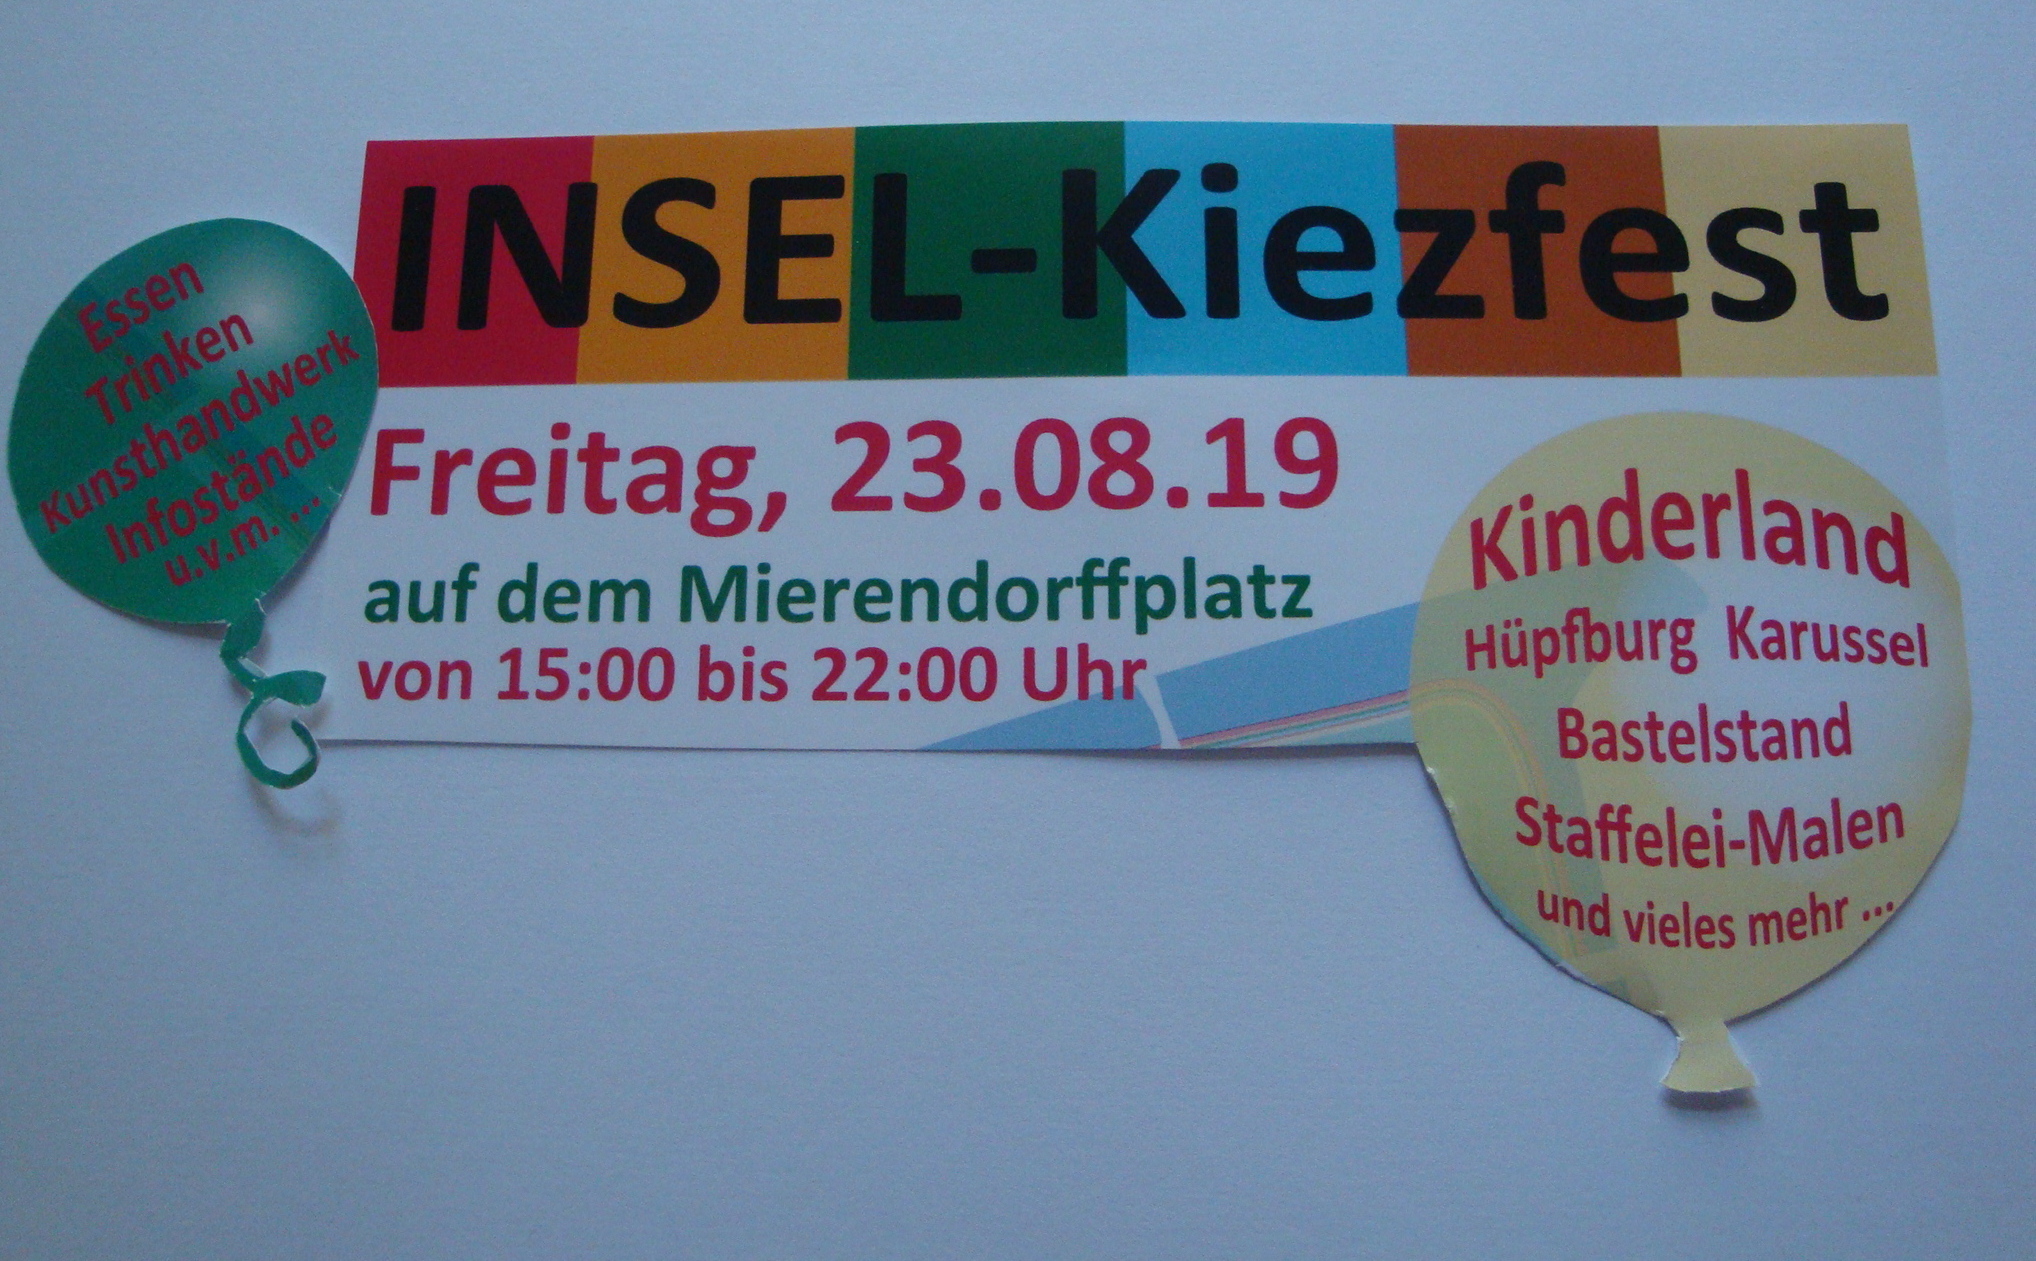 INSEL-Kiezfest
Essen
Trinken
Kunsthandwerk
Infostände
u.v.m. ...
Freitag, 23.08.19
auf dem Mierendorffplatz
von 15:00 bis 22:00 Uhr
Kinderland
Hüpfburg Karussel
Bastelstand
Staffelei-Malen
und vieles mehr ...